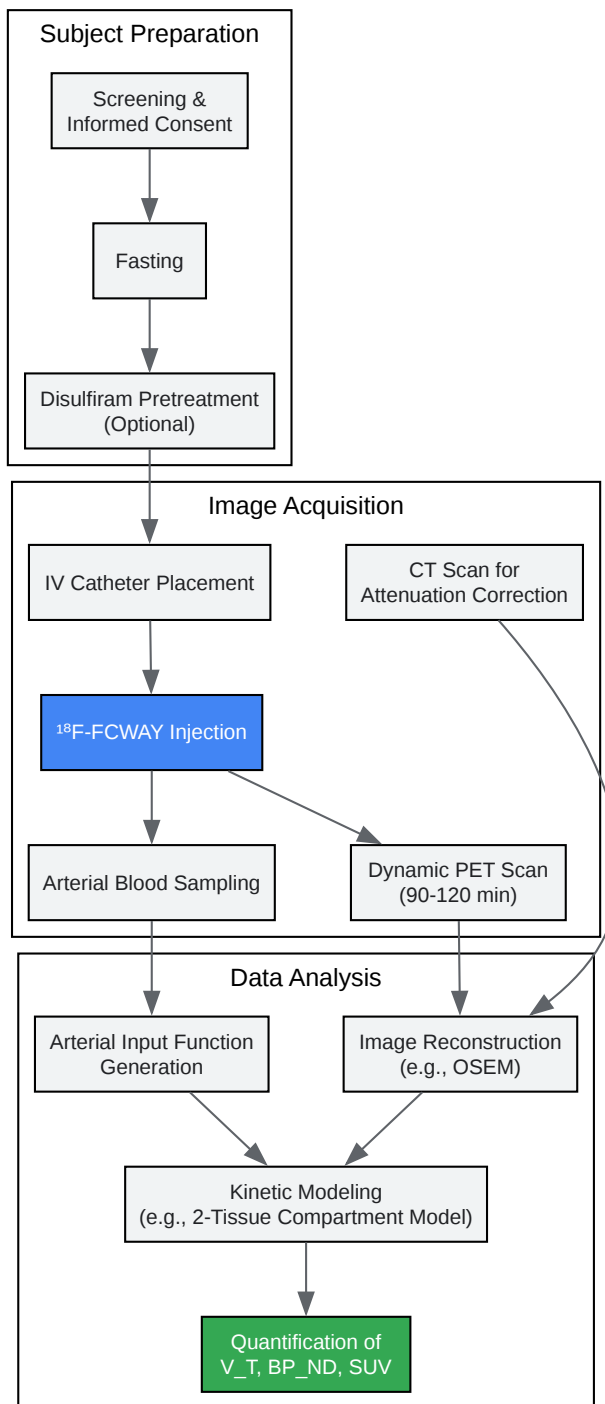 Subject Preparation
Screening &
Informed Consent
Fasting
Disulfiram Pretreatment
(Optional)
Image Acquisition
IV Catheter Placement
CT Scan for
Attenuation Correction
¹⁸F-FCWAY Injection
Arterial Blood Sampling
Dynamic PET Scan
(90-120 min)
Data Analysis
Arterial Input Function
Generation
Image Reconstruction
(e.g., OSEM)
Kinetic Modeling
(e.g., 2-Tissue Compartment Model)
Quantification of
V_T, BP_ND, SUV